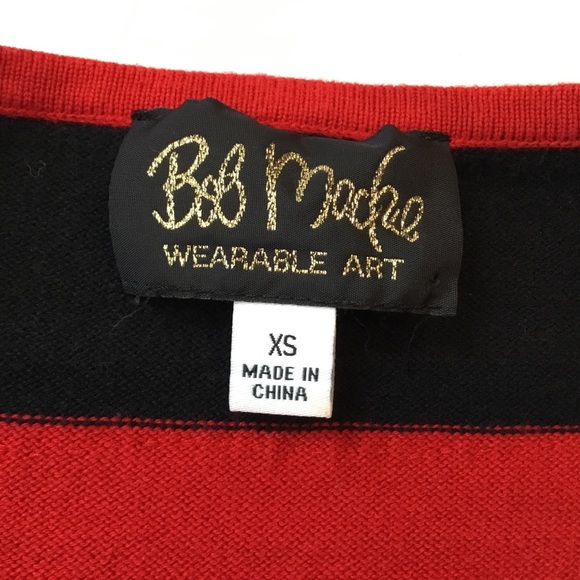 Bob Mackie
WEARABLE ART
XS
MADE IN
CHINA